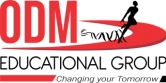 ODM
EDUCATIONAL GROUP
Changing your Tomorrow